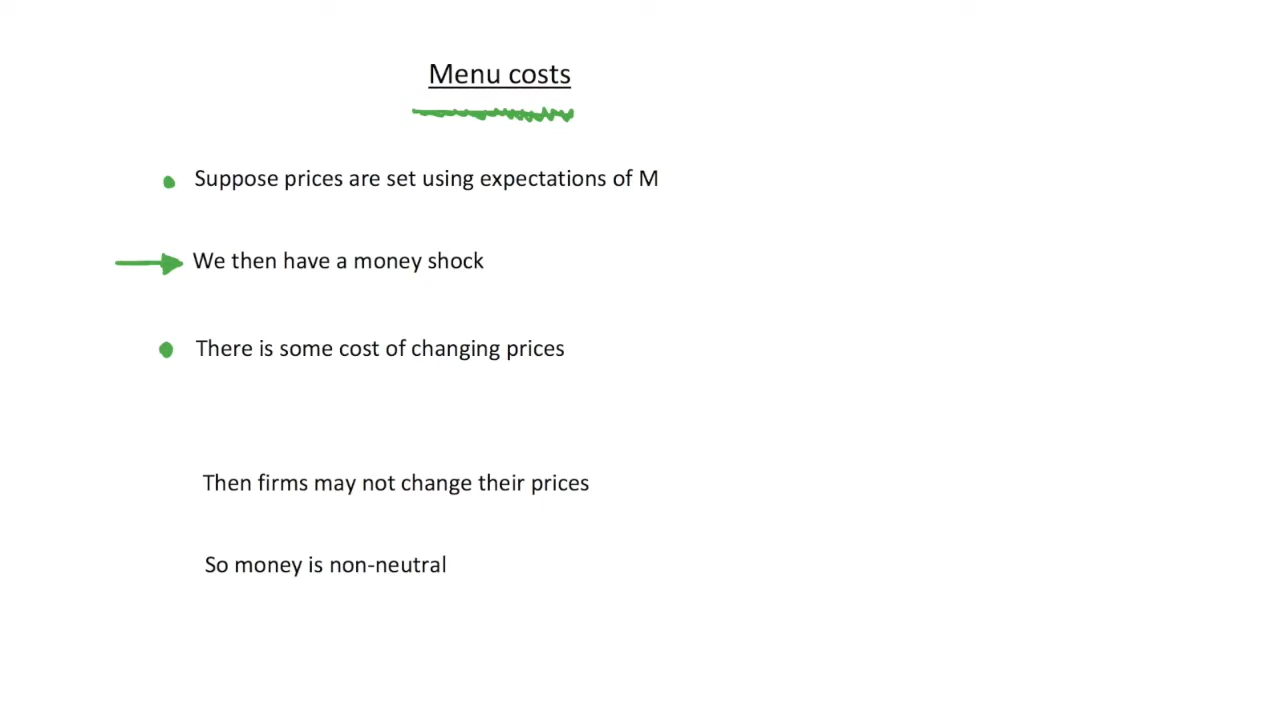 Menu costs
Suppose prices are set using expectations of M
We then have a money shock
There is some cost of changing prices
Then firms may not change their prices
So money is non-neutral